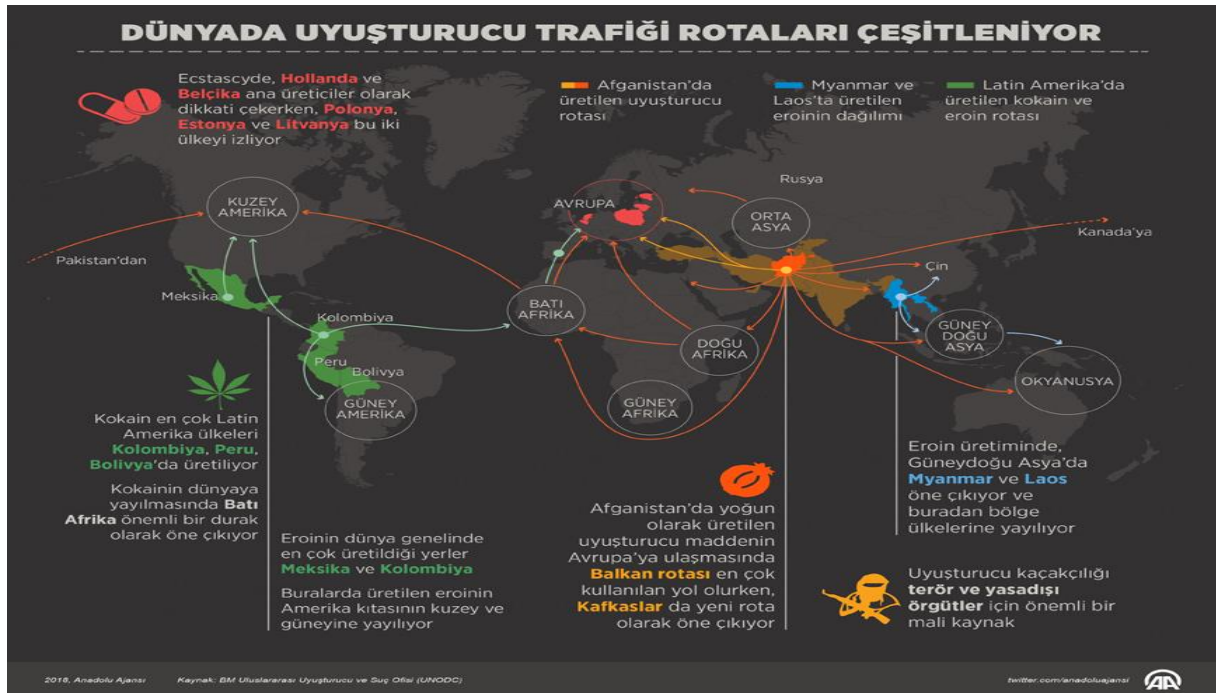 DÜNYADA UYUŞTURUCU TRAFİĞİ ROTALARI ÇEŞİTLENİYOR
Ecstascyde, Hollanda ve
Belçika ana üreticiler olarak
dikkati çekerken, Polonya,
Estonya ve Litvanya bu iki
ülkeyi izliyor
Afganistan'da
üretilen uyuşturucu
rotası
Myanmar ve
Laos'ta üretilen
eroinin dağılımı
Latin Amerika'da
üretilen kokain ve
eroin rotası
KUZEY
AMERİKA
AVRUPA
Rusya
ORTA
ASYA
Kanada'ya
Pakistan'dan
Meksika
Çin
Kolombiya
BATI
AFRİKA
DOĞU
AFRİKA
GÜNEY
DOĞU
ASYA
Peru
Bolivya
GÜNEY
AMERİKA
GÜNEY
AFRİKA
OKYANUSYA
Kokain en çok Latin
Amerika ülkeleri
Kolombiya, Peru,
Bolivya'da üretiliyor
Kokainin dünyaya
yayılmasında Batı
Afrika önemli bir durak
olarak öne çıkıyor
Eroinin dünya genelinde
en çok üretildiği yerler
Meksika ve Kolombiya
Buralarda üretilen eroinin
Amerika kıtasının kuzey ve
güneyine yayılıyor
Afganistan'da yoğun
olarak üretilen
uyuşturucu maddenin
Avrupa'ya ulaşmasında
Balkan rotası en çok
kullanılan yol olurken,
Kafkaslar da yeni rota
olarak öne çıkıyor
Eroin üretiminde,
Güneydoğu Asya'da
Myanmar ve Laos
öne çıkıyor ve
buradan bölge
ülkelerine yayılıyor
Uyuşturucu kaçakçılığı
terör ve yasadışı
örgütler için önemli bir
mali kaynak
2018, Anadolu Ajansı Kaynak: BM Uluslararası Uyuşturucu ve Suç Ofisi (UNODC)
twitter.com/anadoluajansi AA